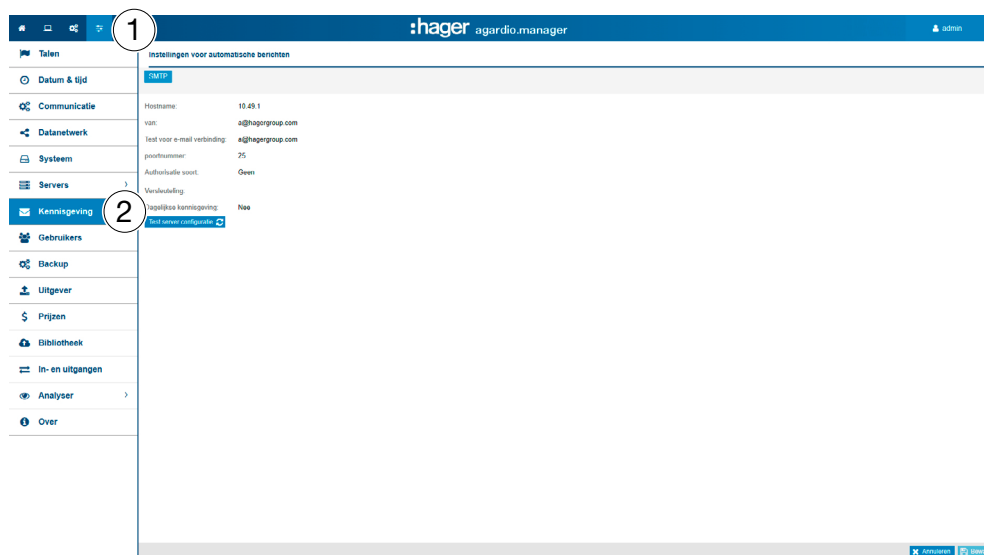 1
:hager agardio.manager
admin
Talen
Datum & tijd
Communicatie
Datanetwerk
Systeem
Servers
Kennisgeving
2
Gebruikers
Backup
Uitgever
Prijzen
Bibliotheek
In- en uitgangen
Analyser
Over
Instellingen voor automatische berichten
SMTP
Hostname: 10.49.1
van: a@hagergroup.com
Test voor e-mail verbinding: a@hagergroup.com
poortnummer 25
Authorisatie soort. Geen
Versleuteling.
Dagelijkse kennisgeving: Nee
Test server configuratie
Annuleren